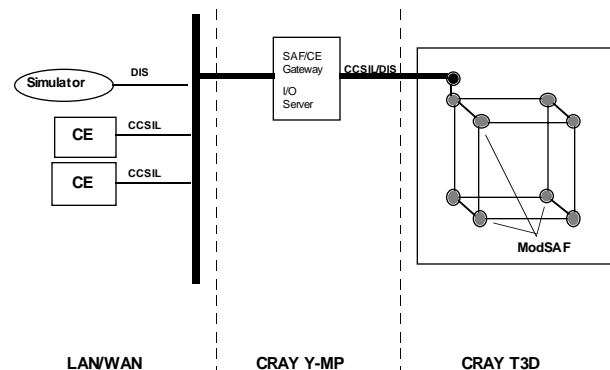 SAF/CE
Gateway
I/O
Server
DIS
CCSIL/DIS
Simulator
CCSIL
CE
CCSIL
CE
ModSAF
LAN/WAN
CRAY Y-MP
CRAY T3D